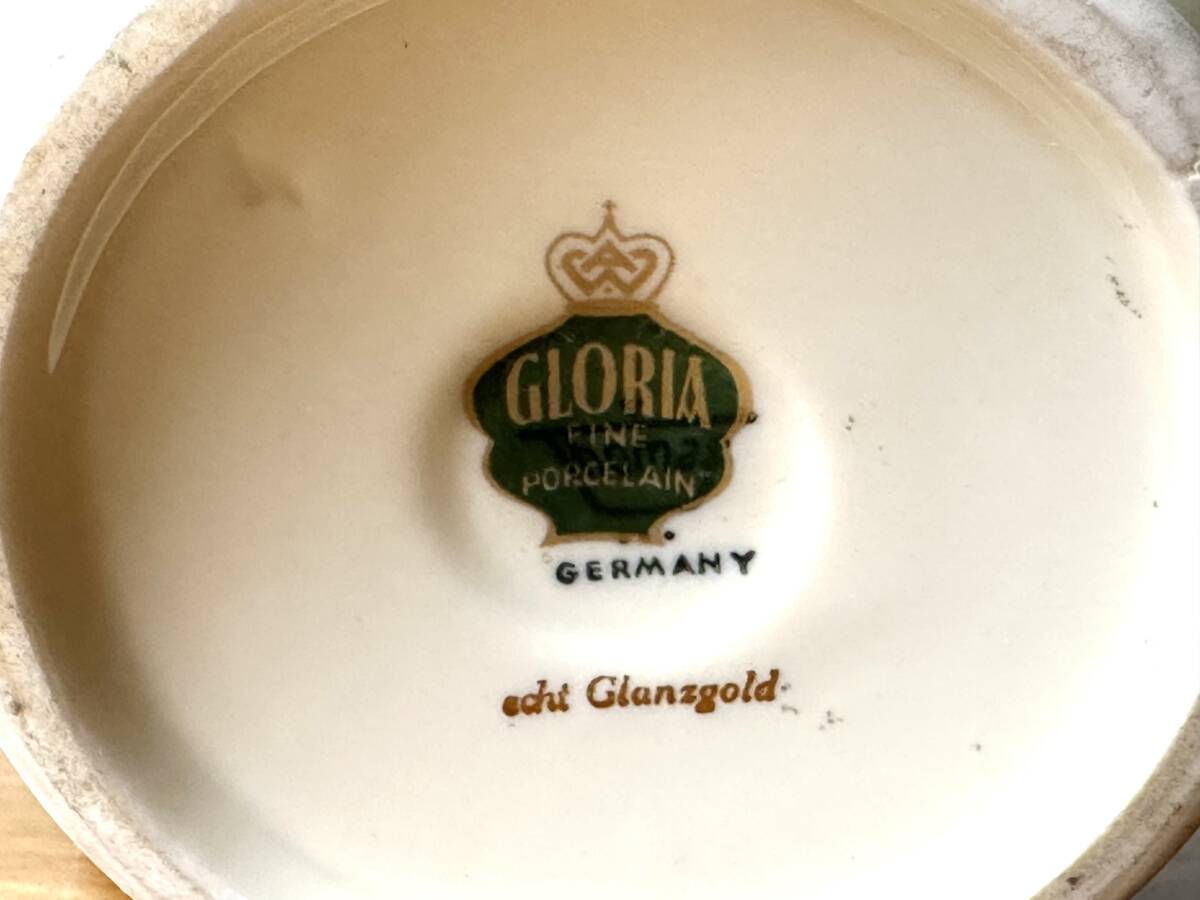 GLORIA
FINE
PORCELAIN
GERMANY
echt Glanzgold